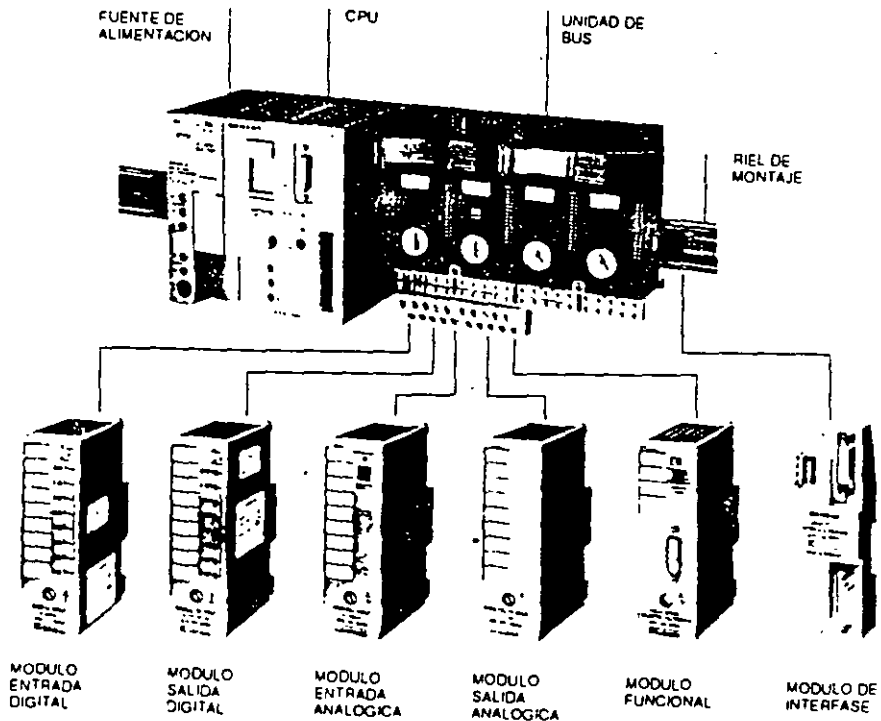 FUENTE DE
ALIMENTACION
CPU
UNIDAD DE
BUS
RIEL DE
MONTAJE
MODULO
ENTRADA
DIGITAL
MODULO
SALIDA
DIGITAL
MODULO
ENTRADA
ANALOGICA
MODULO
SALIDA
ANALOGICA
MODULO
FUNCIONAL
MODULO DE
INTERFASE